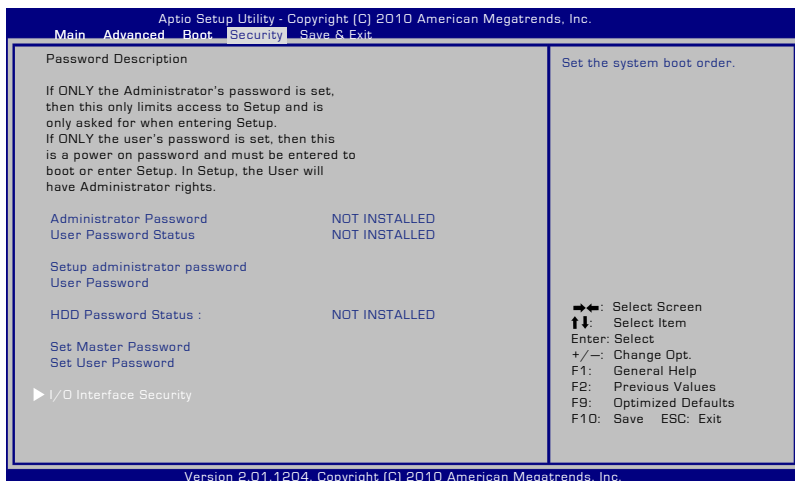 Aptio Setup Utility - Copyright (C) 2010 American Megatrends, Inc.
Main Advanced Boot Security Save & Exit
Password Description
If ONLY the Administrator's password is set,
then this only limits access to Setup and is
only asked for when entering Setup.
If ONLY the user's password is set, then this
is a power on password and must be entered to
boot or enter Setup. In Setup, the User will
have Administrator rights.
Administrator Password NOT INSTALLED
User Password Status NOT INSTALLED
Setup administrator password
User Password
HDD Password Status : NOT INSTALLED
Set Master Password
Set User Password
▶ I/O Interface Security
Set the system boot order.
→←: Select Screen
↑↓: Select Item
Enter: Select
+/—: Change Opt.
F1: General Help
F2: Previous Values
F9: Optimized Defaults
F10: Save ESC: Exit
Version 2.01.1204. Copyright (C) 2010 American Megatrends, Inc.